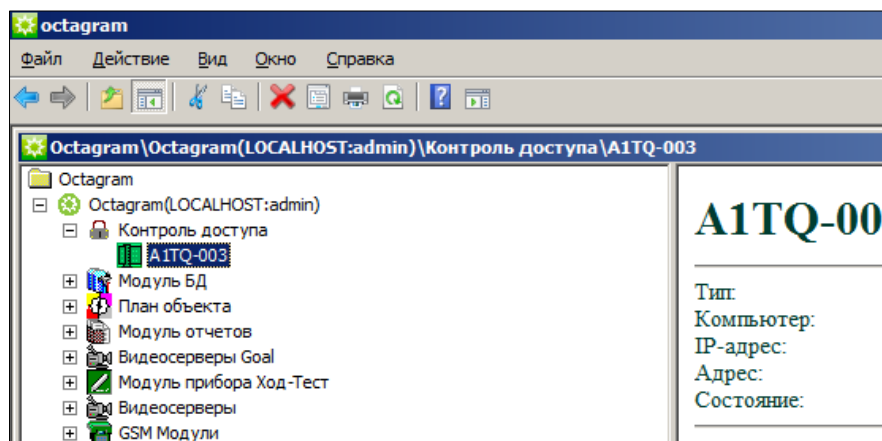 octagram
Файл Действие Вид Окно Справка
Octagram\Octagram(LOCALHOST:admin)\Контроль доступа\A1TQ-003
Octagram
Octagram(LOCALHOST:admin)
Контроль доступа
A1TQ-003
Модуль БД
План объекта
Модуль отчетов
Видеосерверы Goal
Модуль прибора Ход-Тест
Видеосерверы
GSM Модули
A1TQ-00
Тип:
Компьютер:
IP-адрес:
Адрес:
Состояние: